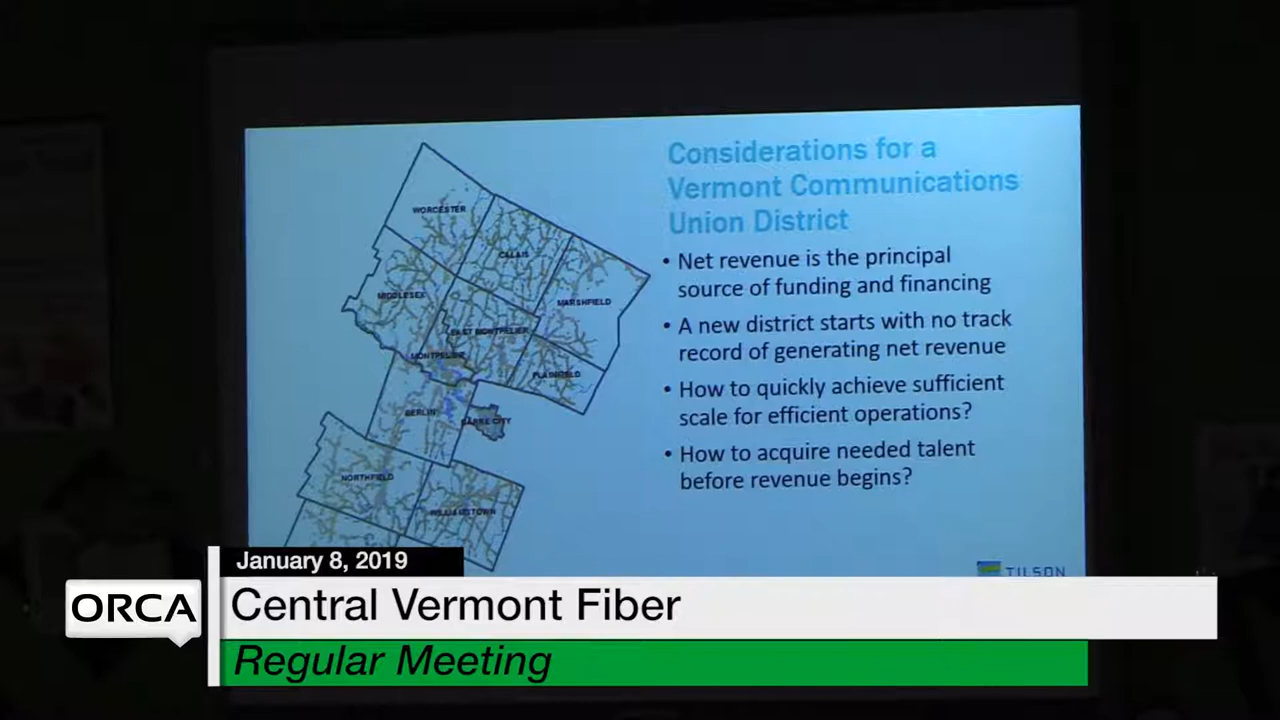 Considerations for a
Vermont Communications
Union District
• Net revenue is the principal
source of funding and financing
• A new district starts with no track
record of generating net revenue
• How to quickly achieve sufficient
scale for efficient operations?
• How to acquire needed talent
before revenue begins?
WORCESTER
CALAIS
MIDDLESEX
MARSHFIELD
EAST MONTPELIER
MONTPELIER
PLAINFIELD
BERLIN
BARRE CITY
NORTHFIELD
WILLIAMSTOWN
TILSON
January 8, 2019
ORCA
Central Vermont Fiber
Regular Meeting